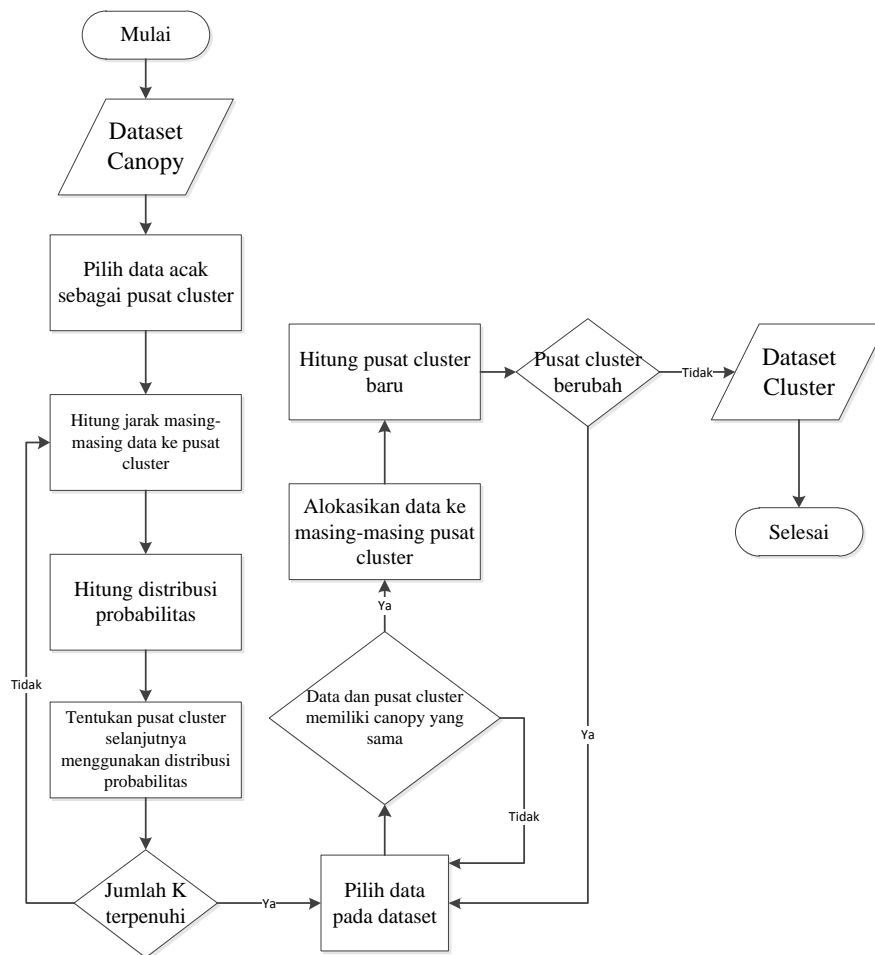 Mulai
Dataset
Canopy
Pilih data acak
sebagai pusat cluster
Hitung jarak masing-
masing data ke pusat
cluster
Hitung distribusi
probabilitas
Tidak
Tentukan pusat cluster
selanjutnya
menggunakan distribusi
probabilitas
Jumlah K
terpenuhi
Ya
Pilih data
pada dataset
Data dan pusat cluster
memiliki canopy yang
sama
Tidak
Ya
Alokasikan data ke
masing-masing pusat
cluster
Hitung pusat cluster
baru
Pusat cluster
berubah
Ya
Tidak
Dataset
Cluster
Selesai